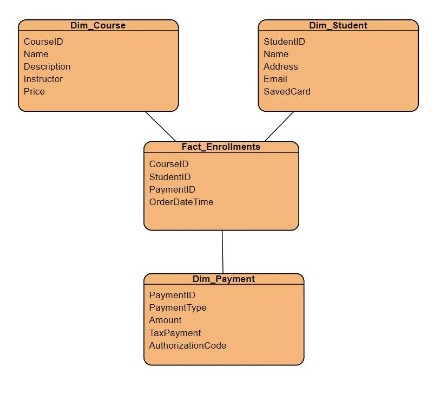 Dim_Course
CourseID
Name
Description
Instructor
Price
Dim_Student
StudentID
Name
Address
Email
SavedCard
Fact_Enrollments
CourseID
StudentID
PaymentID
OrderDateTime
Dim_Payment
PaymentID
PaymentType
Amount
TaxPayment
AuthorizationCode